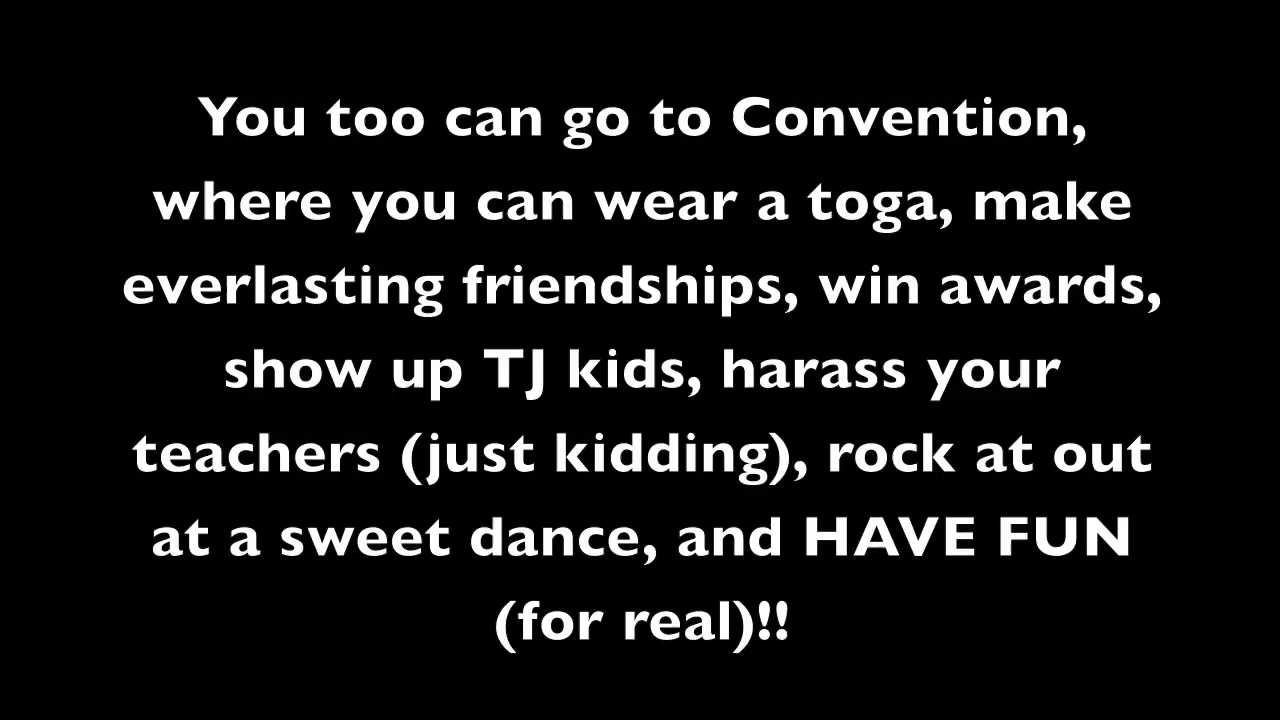 You too can go to Convention,
where you can wear a toga, make
everlasting friendships, win awards,
show up TJ kids, harass your
teachers (just kidding), rock at out
at a sweet dance, and HAVE FUN
(for real)!!